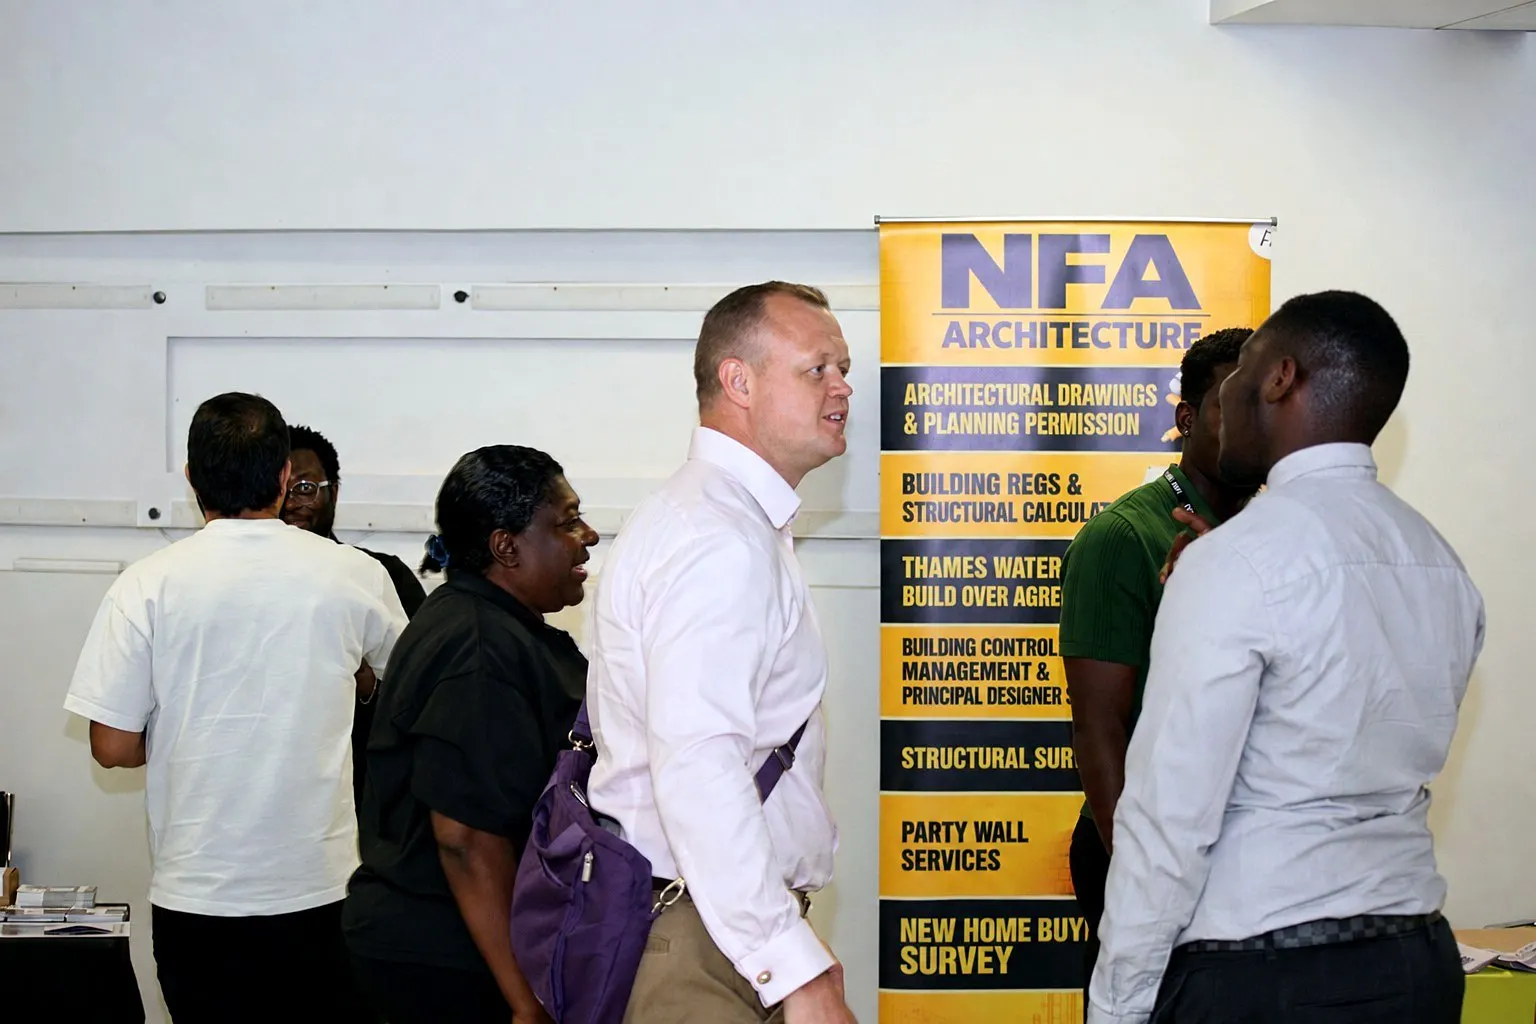 NFA
ARCHITECTURE
ARCHITECTURAL DRAWINGS
& PLANNING PERMISSION
BUILDING REGS &
STRUCTURAL CALCULAT
THAMES WATER
BUILD OVER AGRE
BUILDING CONTROL
MANAGEMENT &
PRINCIPAL DESIGNER
STRUCTURAL SUR
PARTY WALL
SERVICES
NEW HOME BUY
SURVEY